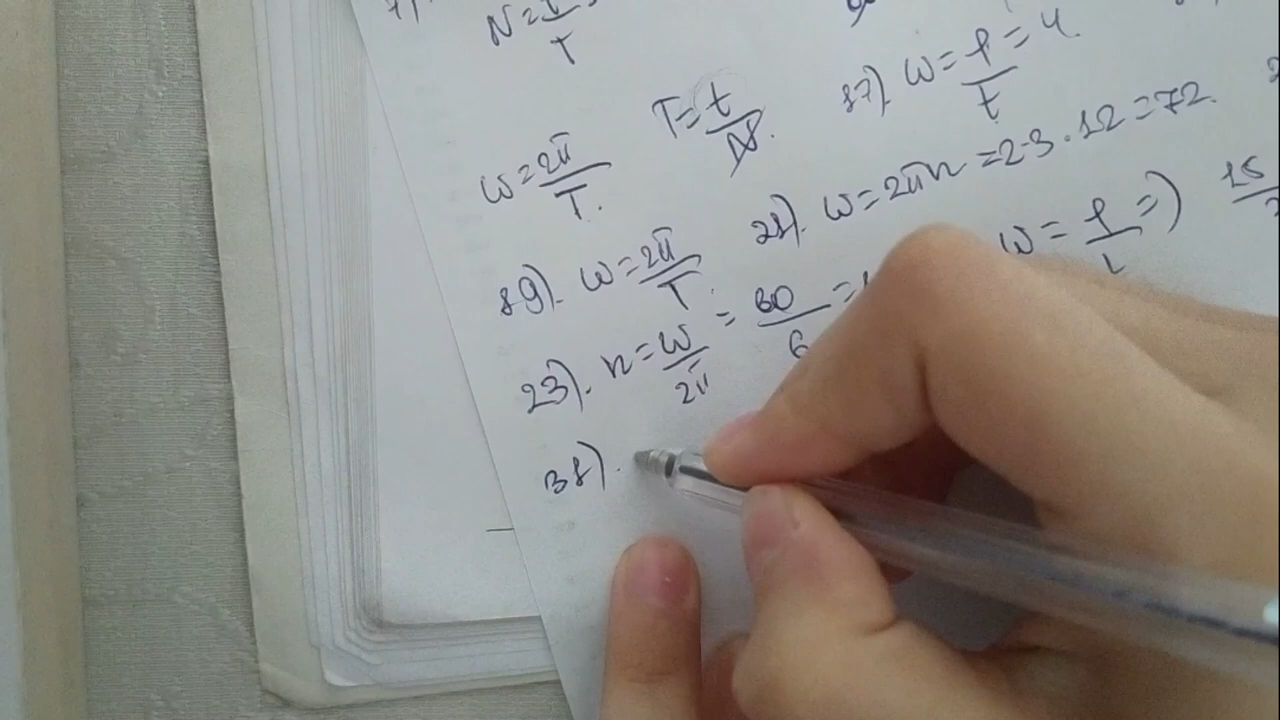 ω=2π/T. T=t/N. 87). ω=φ/t=4.
89). ω=2π/T. 28). ω=2πn=2·3·12=72.
23). n=ω/2π=60/6= ω=φ/t=)
38).